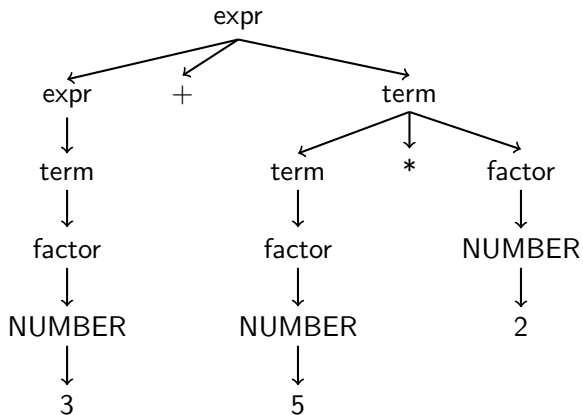 expr
expr + term
term term * factor
factor factor NUMBER
NUMBER NUMBER 2
3 5